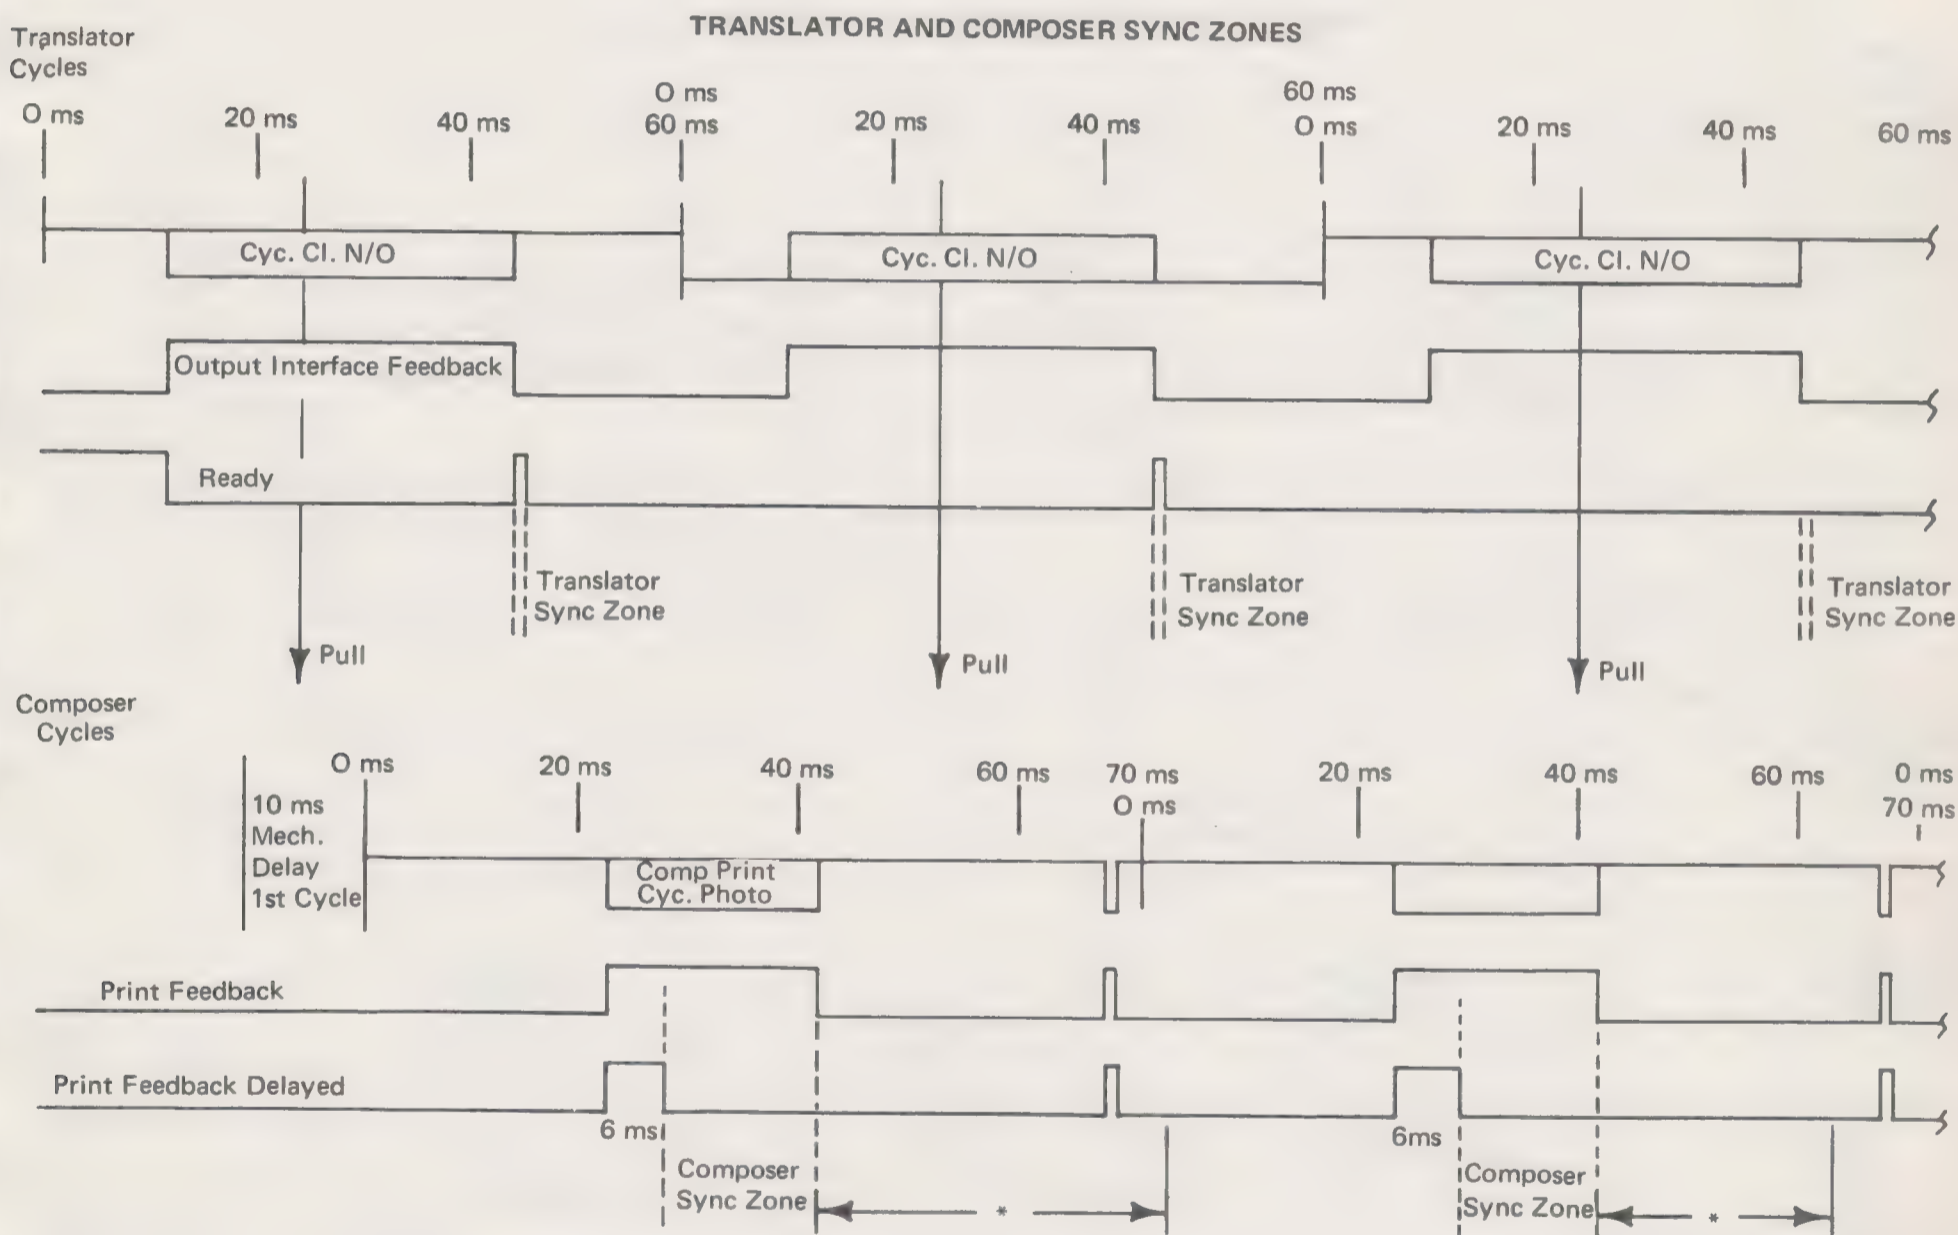 TRANSLATOR AND COMPOSER SYNC ZONES
Translator
Cycles
O ms
20 ms
40 ms
O ms
60 ms
20 ms
40 ms
60 ms
O ms
20 ms
40 ms
60 ms
Cyc. Cl. N/O
Cyc. Cl. N/O
Cyc. Cl. N/O
Output Interface Feedback
Ready
Translator
Sync Zone
Translator
Sync Zone
Translator
Sync Zone
Pull
Pull
Pull
Composer
Cycles
10 ms
Mech.
Delay
1st Cycle
O ms
20 ms
40 ms
60 ms
70 ms
O ms
20 ms
40 ms
60 ms
0 ms
70 ms
Comp Print
Cyc. Photo
Print Feedback
Print Feedback Delayed
6 ms
6ms
Composer
Sync Zone
*
Composer
Sync Zone
*